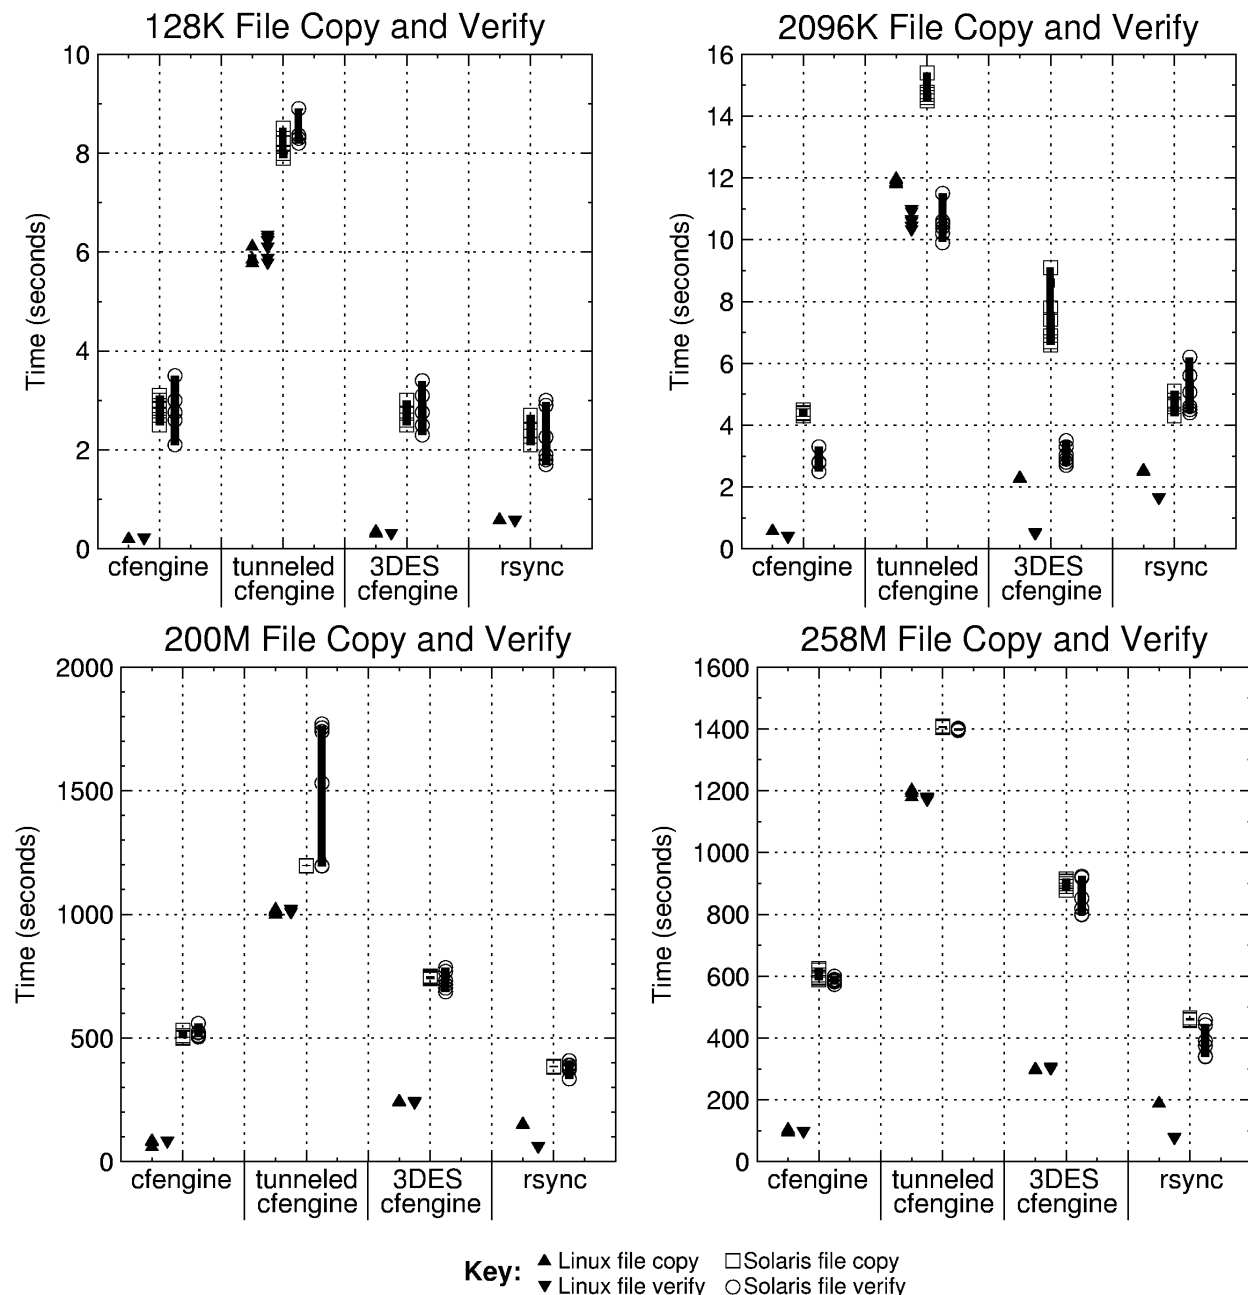 128K File Copy and Verify
10
8
6
4
2
0
Time (seconds)
cfengine
tunneled
cfengine
3DES
cfengine
rsync
2096K File Copy and Verify
16
14
12
10
8
6
4
2
0
Time (seconds)
cfengine
tunneled
cfengine
3DES
cfengine
rsync
200M File Copy and Verify
2000
1500
1000
500
0
Time (seconds)
cfengine
tunneled
cfengine
3DES
cfengine
rsync
258M File Copy and Verify
1600
1400
1200
1000
800
600
400
200
0
Time (seconds)
cfengine
tunneled
cfengine
3DES
cfengine
rsync
Key:
Linux file copy
Solaris file copy
Linux file verify
Solaris file verify